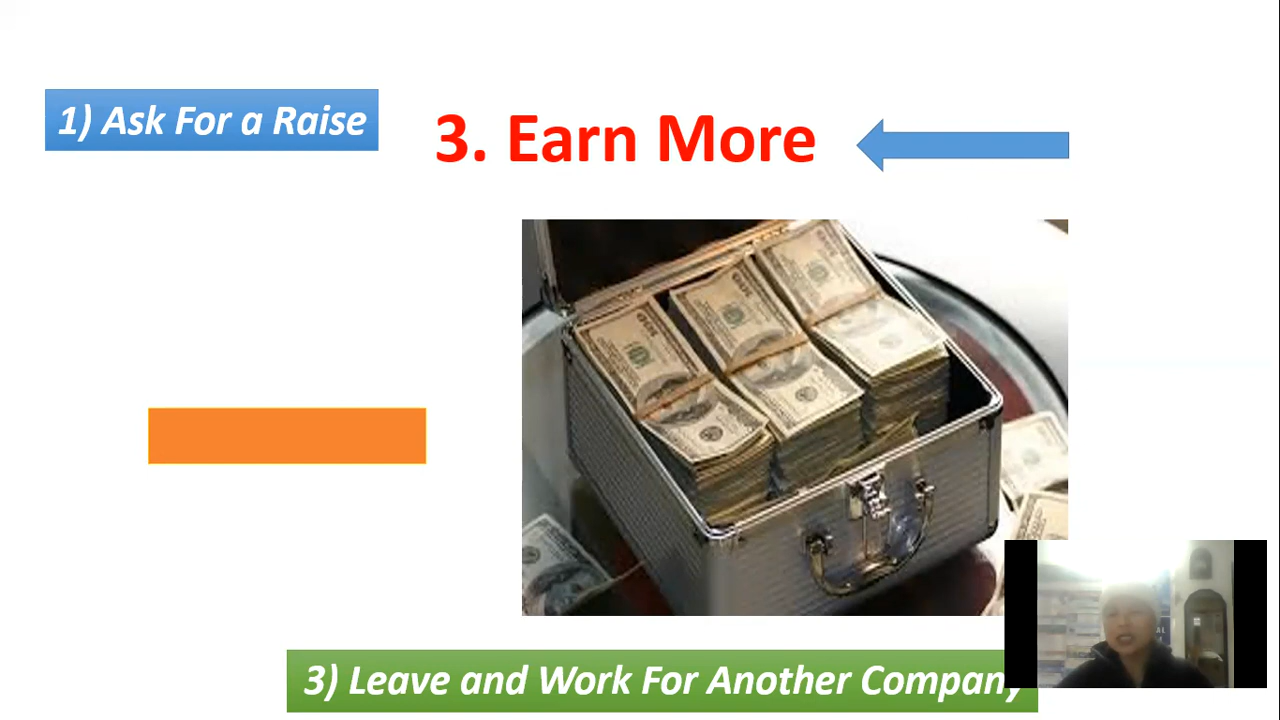 1) Ask For a Raise
3. Earn More
3) Leave and Work For Another Company